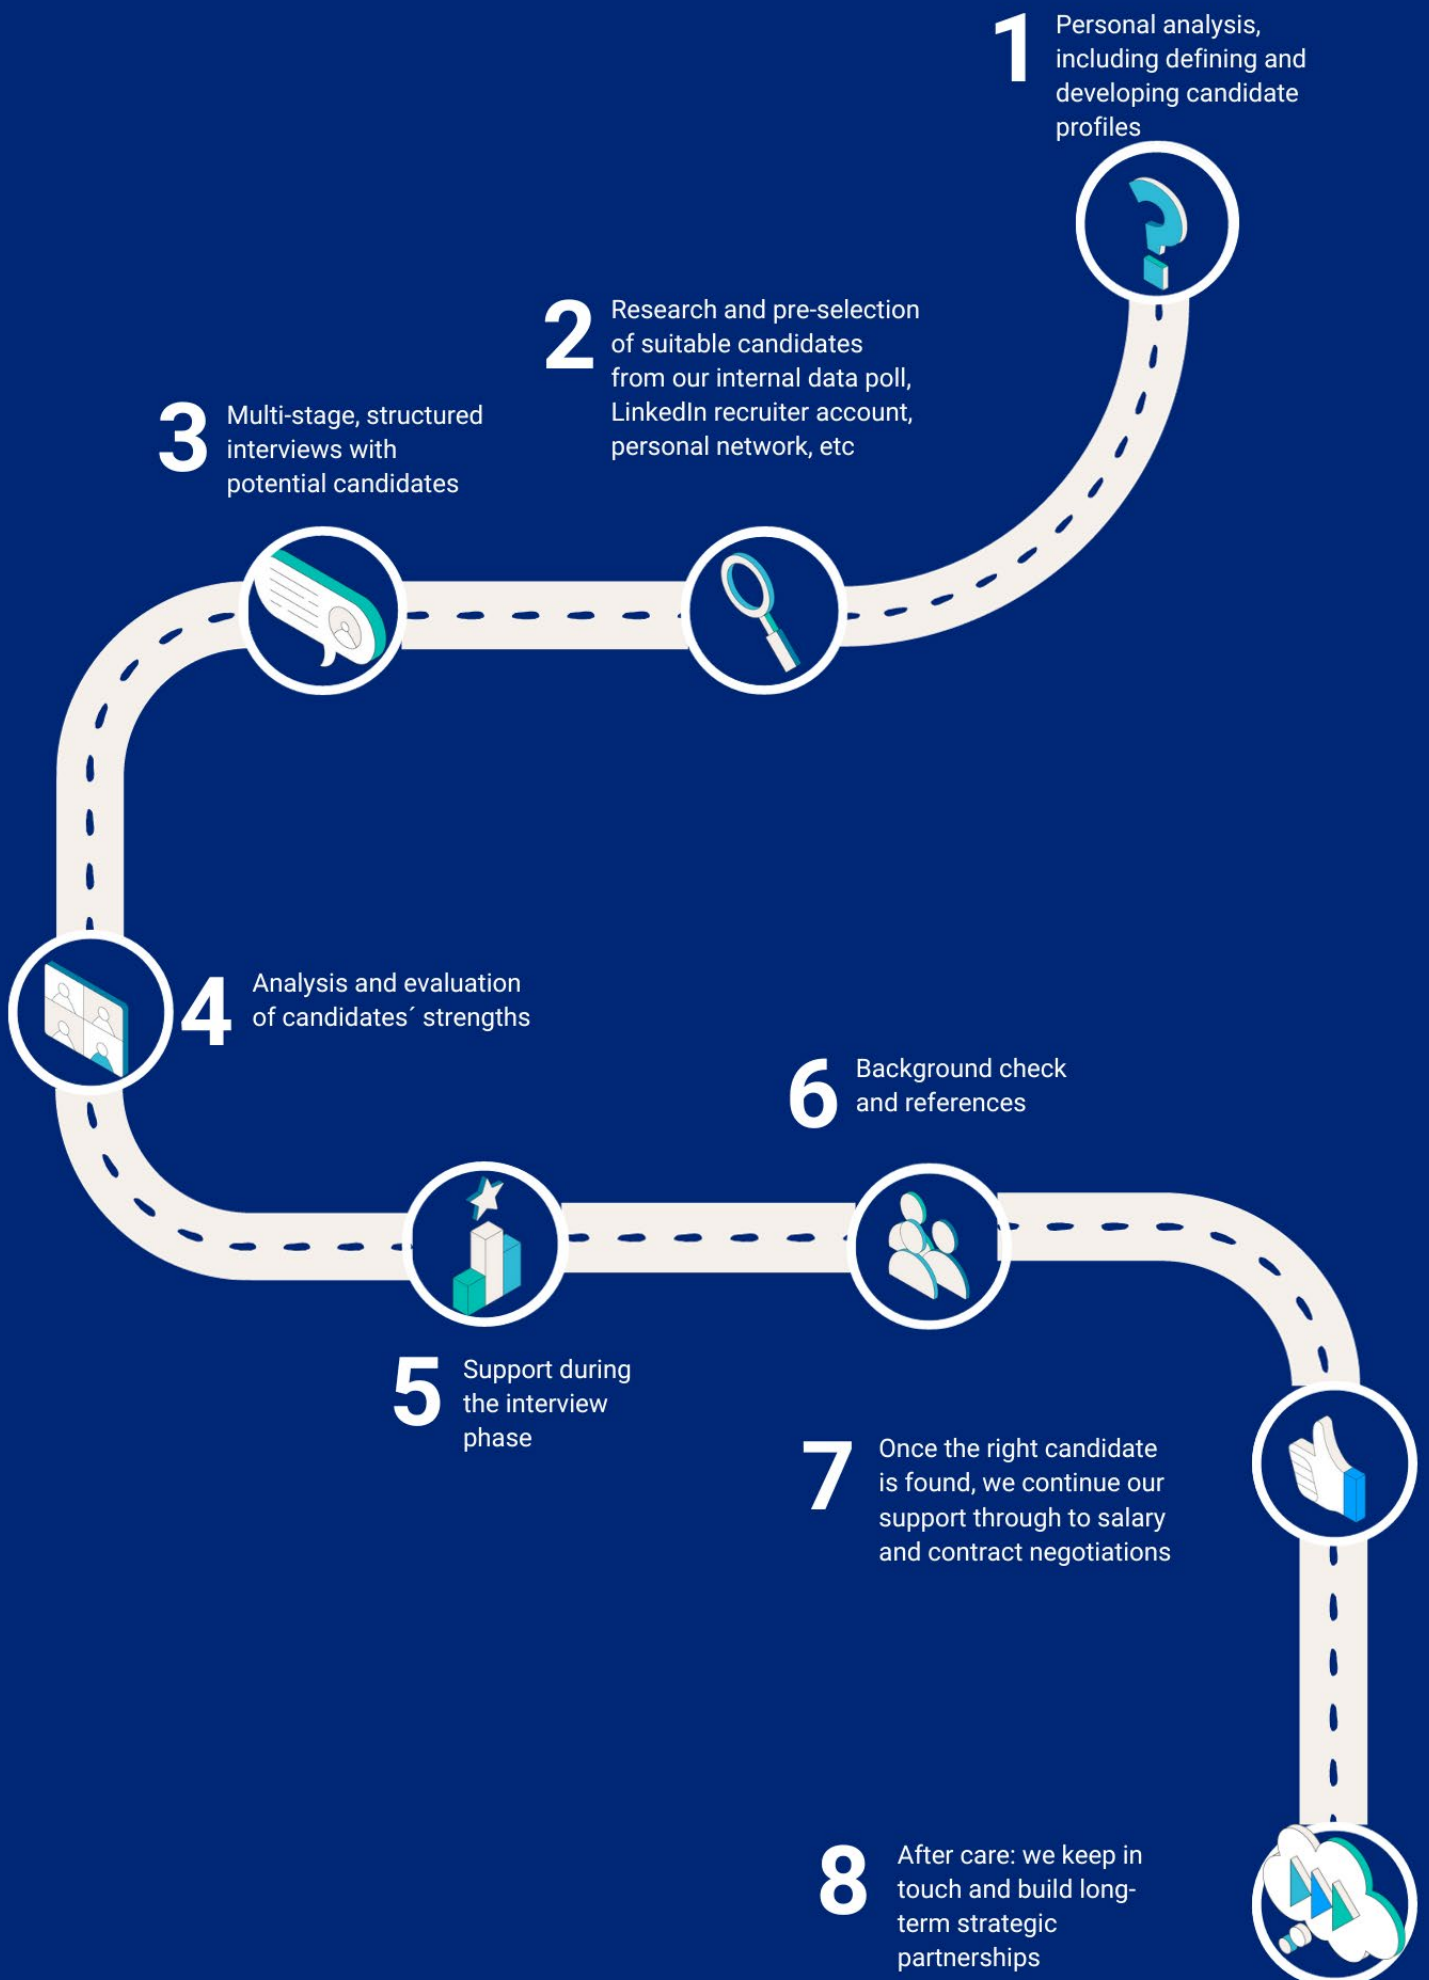 1
Personal analysis,
including defining and
developing candidate
profiles
2
Research and pre-selection
of suitable candidates
from our internal data poll,
LinkedIn recruiter account,
personal network, etc
3
Multi-stage, structured
interviews with
potential candidates
4
Analysis and evaluation
of candidates´ strengths
5
Support during
the interview
phase
6
Background check
and references
7
Once the right candidate
is found, we continue our
support through to salary
and contract negotiations
8
After care: we keep in
touch and build long-
term strategic
partnerships